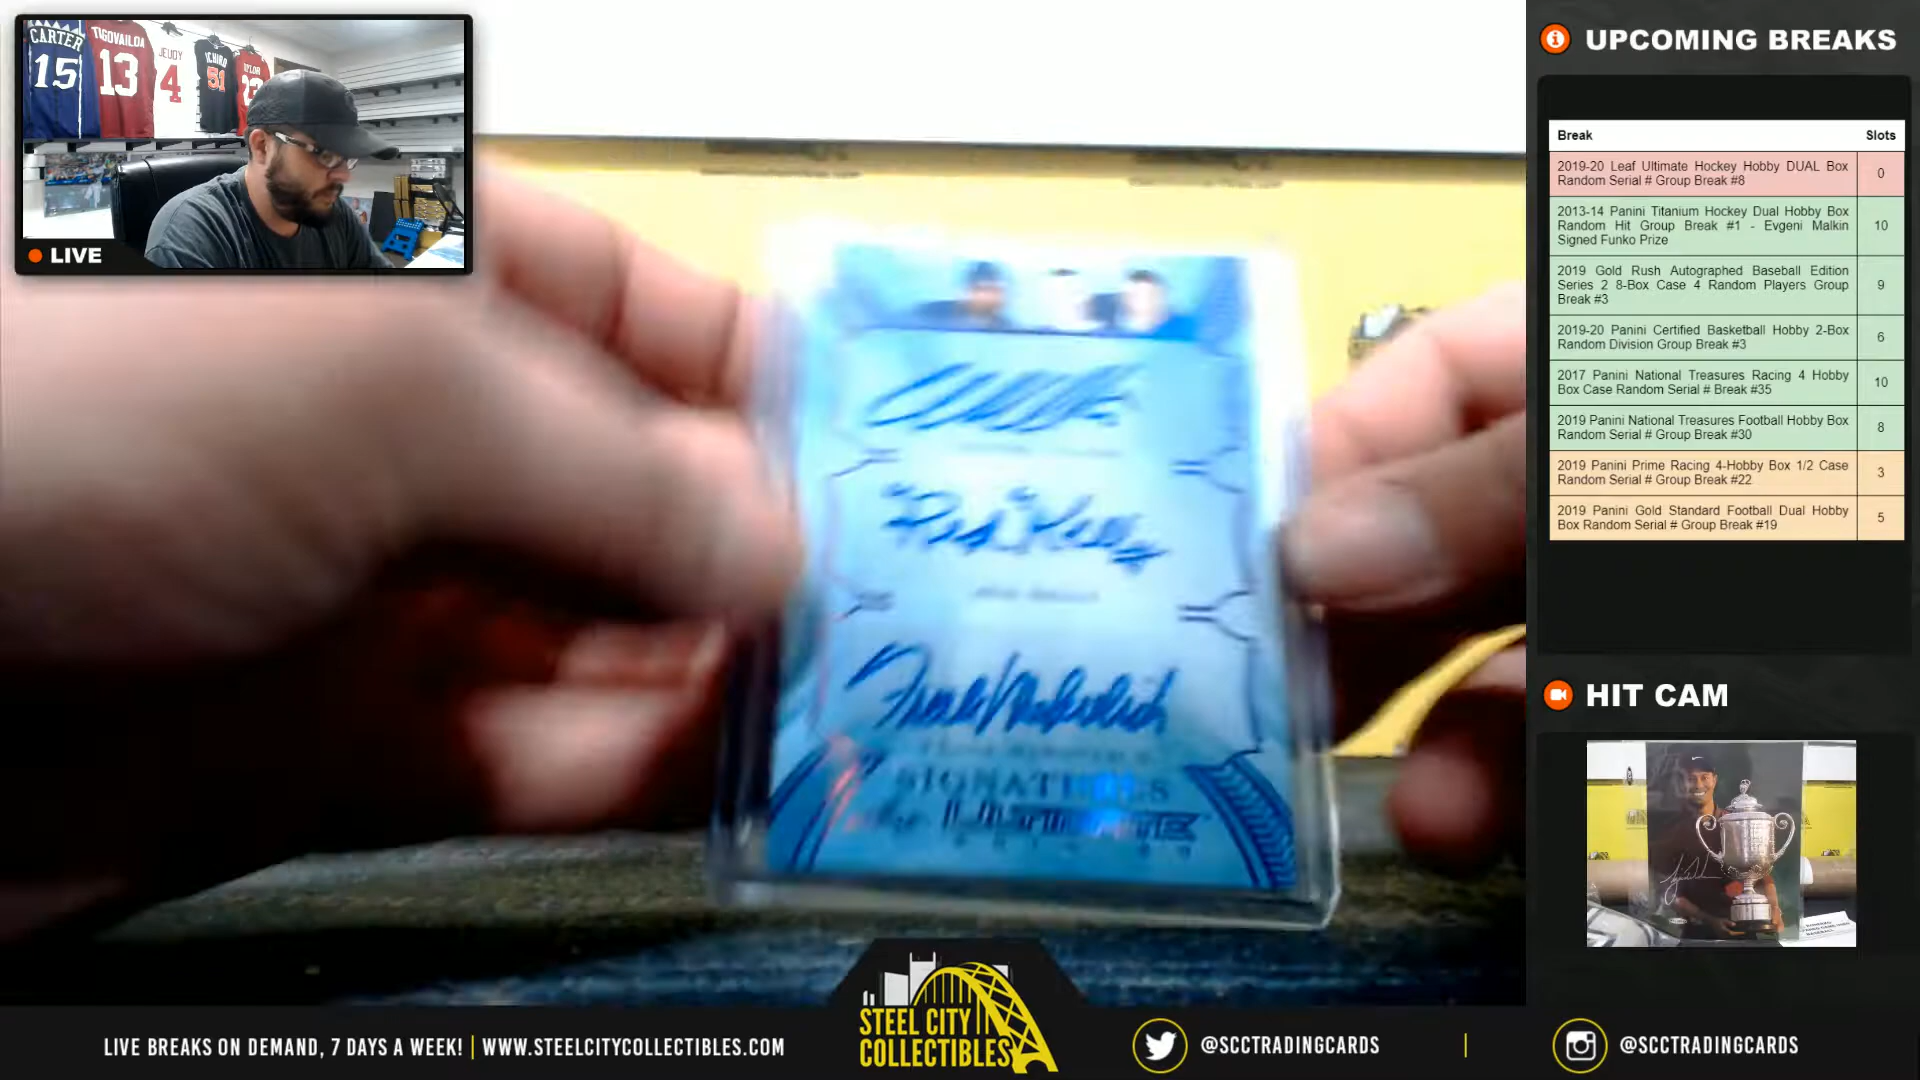 CARTER
15
TAGOVAILOA
13
JEUDY
4
ICHIRO
51
LIVE
"Red" Kelly
Frank Mahovlich
SIGNATURES
ULTIMATE
UPCOMING BREAKS
Break Slots
2019-20 Leaf Ultimate Hockey Hobby DUAL Box
Random Serial # Group Break #8
0
2013-14 Panini Titanium Hockey Dual Hobby Box
Random Hit Group Break #1 - Evgeni Malkin
Signed Funko Prize
10
2019 Gold Rush Autographed Baseball Edition
Series 2 8-Box Case 4 Random Players Group
Break #3
9
2019-20 Panini Certified Basketball Hobby 2-Box
Random Division Group Break #3
6
2017 Panini National Treasures Racing 4 Hobby
Box Case Random Serial # Break #35
10
2019 Panini National Treasures Football Hobby Box
Random Serial # Group Break #30
8
2019 Panini Prime Racing 4-Hobby Box 1/2 Case
Random Serial # Group Break #22
3
2019 Panini Gold Standard Football Dual Hobby
Box Random Serial # Group Break #19
5
HIT CAM
LIVE BREAKS ON DEMAND, 7 DAYS A WEEK! | WWW.STEELCITYCOLLECTIBLES.COM
STEEL CITY
COLLECTIBLES
@SCCTRADINGCARDS
@SCCTRADINGCARDS